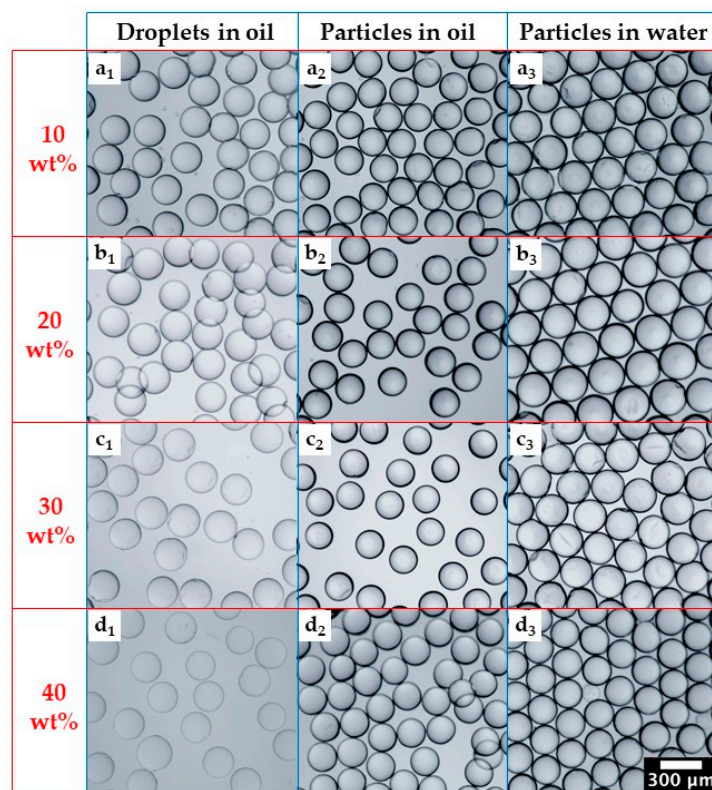 Droplets in oil Particles in oil Particles in water
10
wt%
a1 a2 a3
20
wt%
b1 b2 b3
30
wt%
c1 c2 c3
40
wt%
d1 d2 d3
300 µm